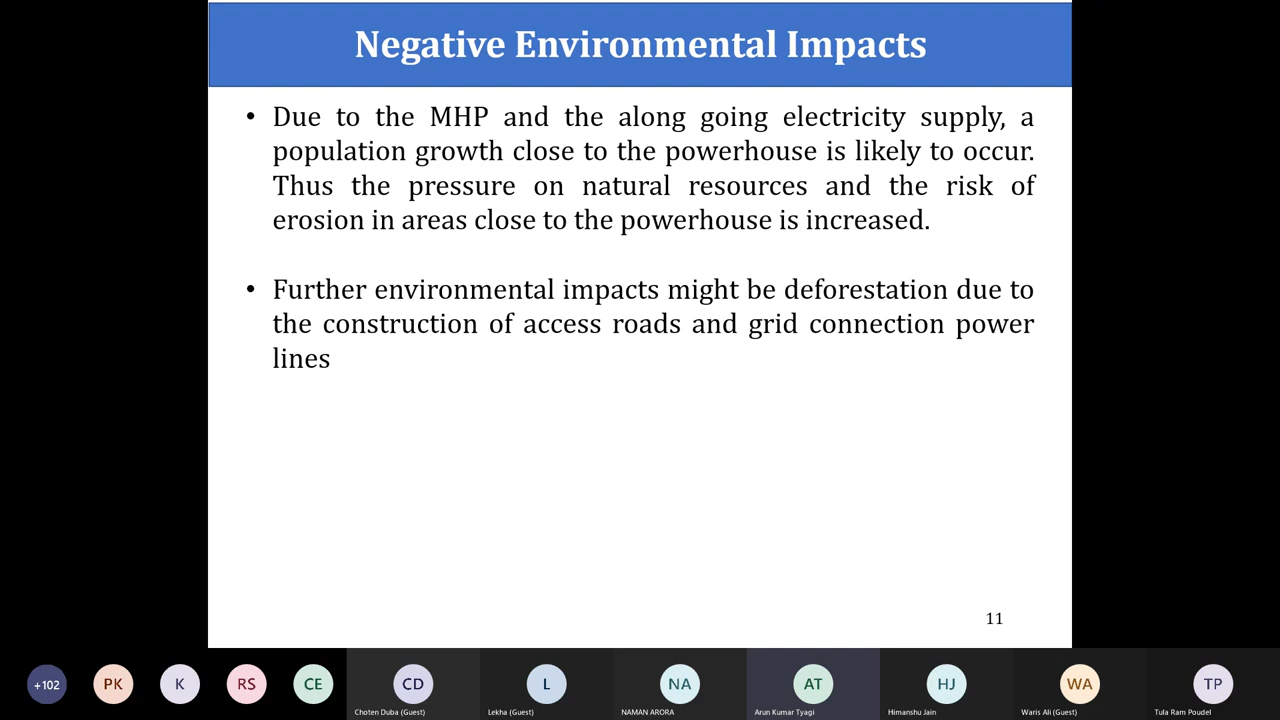 Negative Environmental Impacts
• Due to the MHP and the along going electricity supply, a
population growth close to the powerhouse is likely to occur.
Thus the pressure on natural resources and the risk of
erosion in areas close to the powerhouse is increased.
• Further environmental impacts might be deforestation due to
the construction of access roads and grid connection power
lines
11
+102 PK K RS CE CD L NA AT HJ WA TP
Choten Duba (Guest) Lekha (Guest) NAMAN ARORA Arun Kumar Tyagi Himanshu Jain Waris Ali (Guest) Tula Ram Poudel